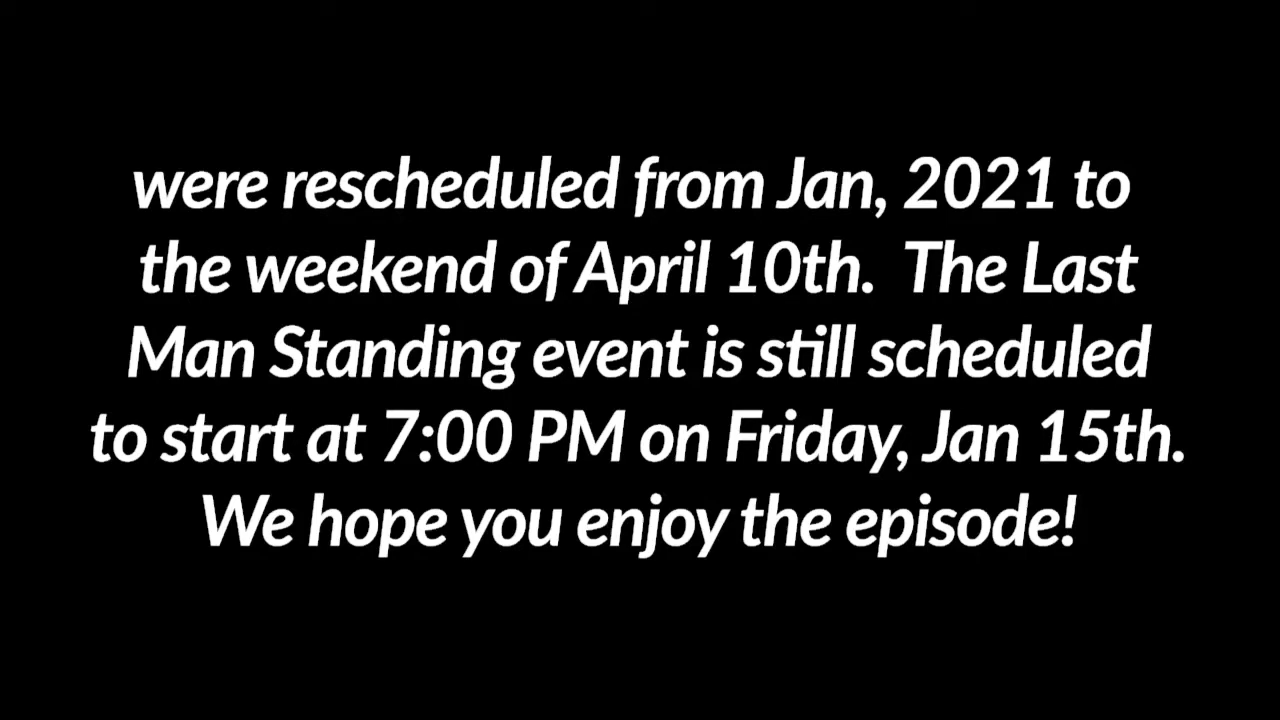 were rescheduled from Jan, 2021 to
the weekend of April 10th.  The Last
Man Standing event is still scheduled
to start at 7:00 PM on Friday, Jan 15th.
We hope you enjoy the episode!